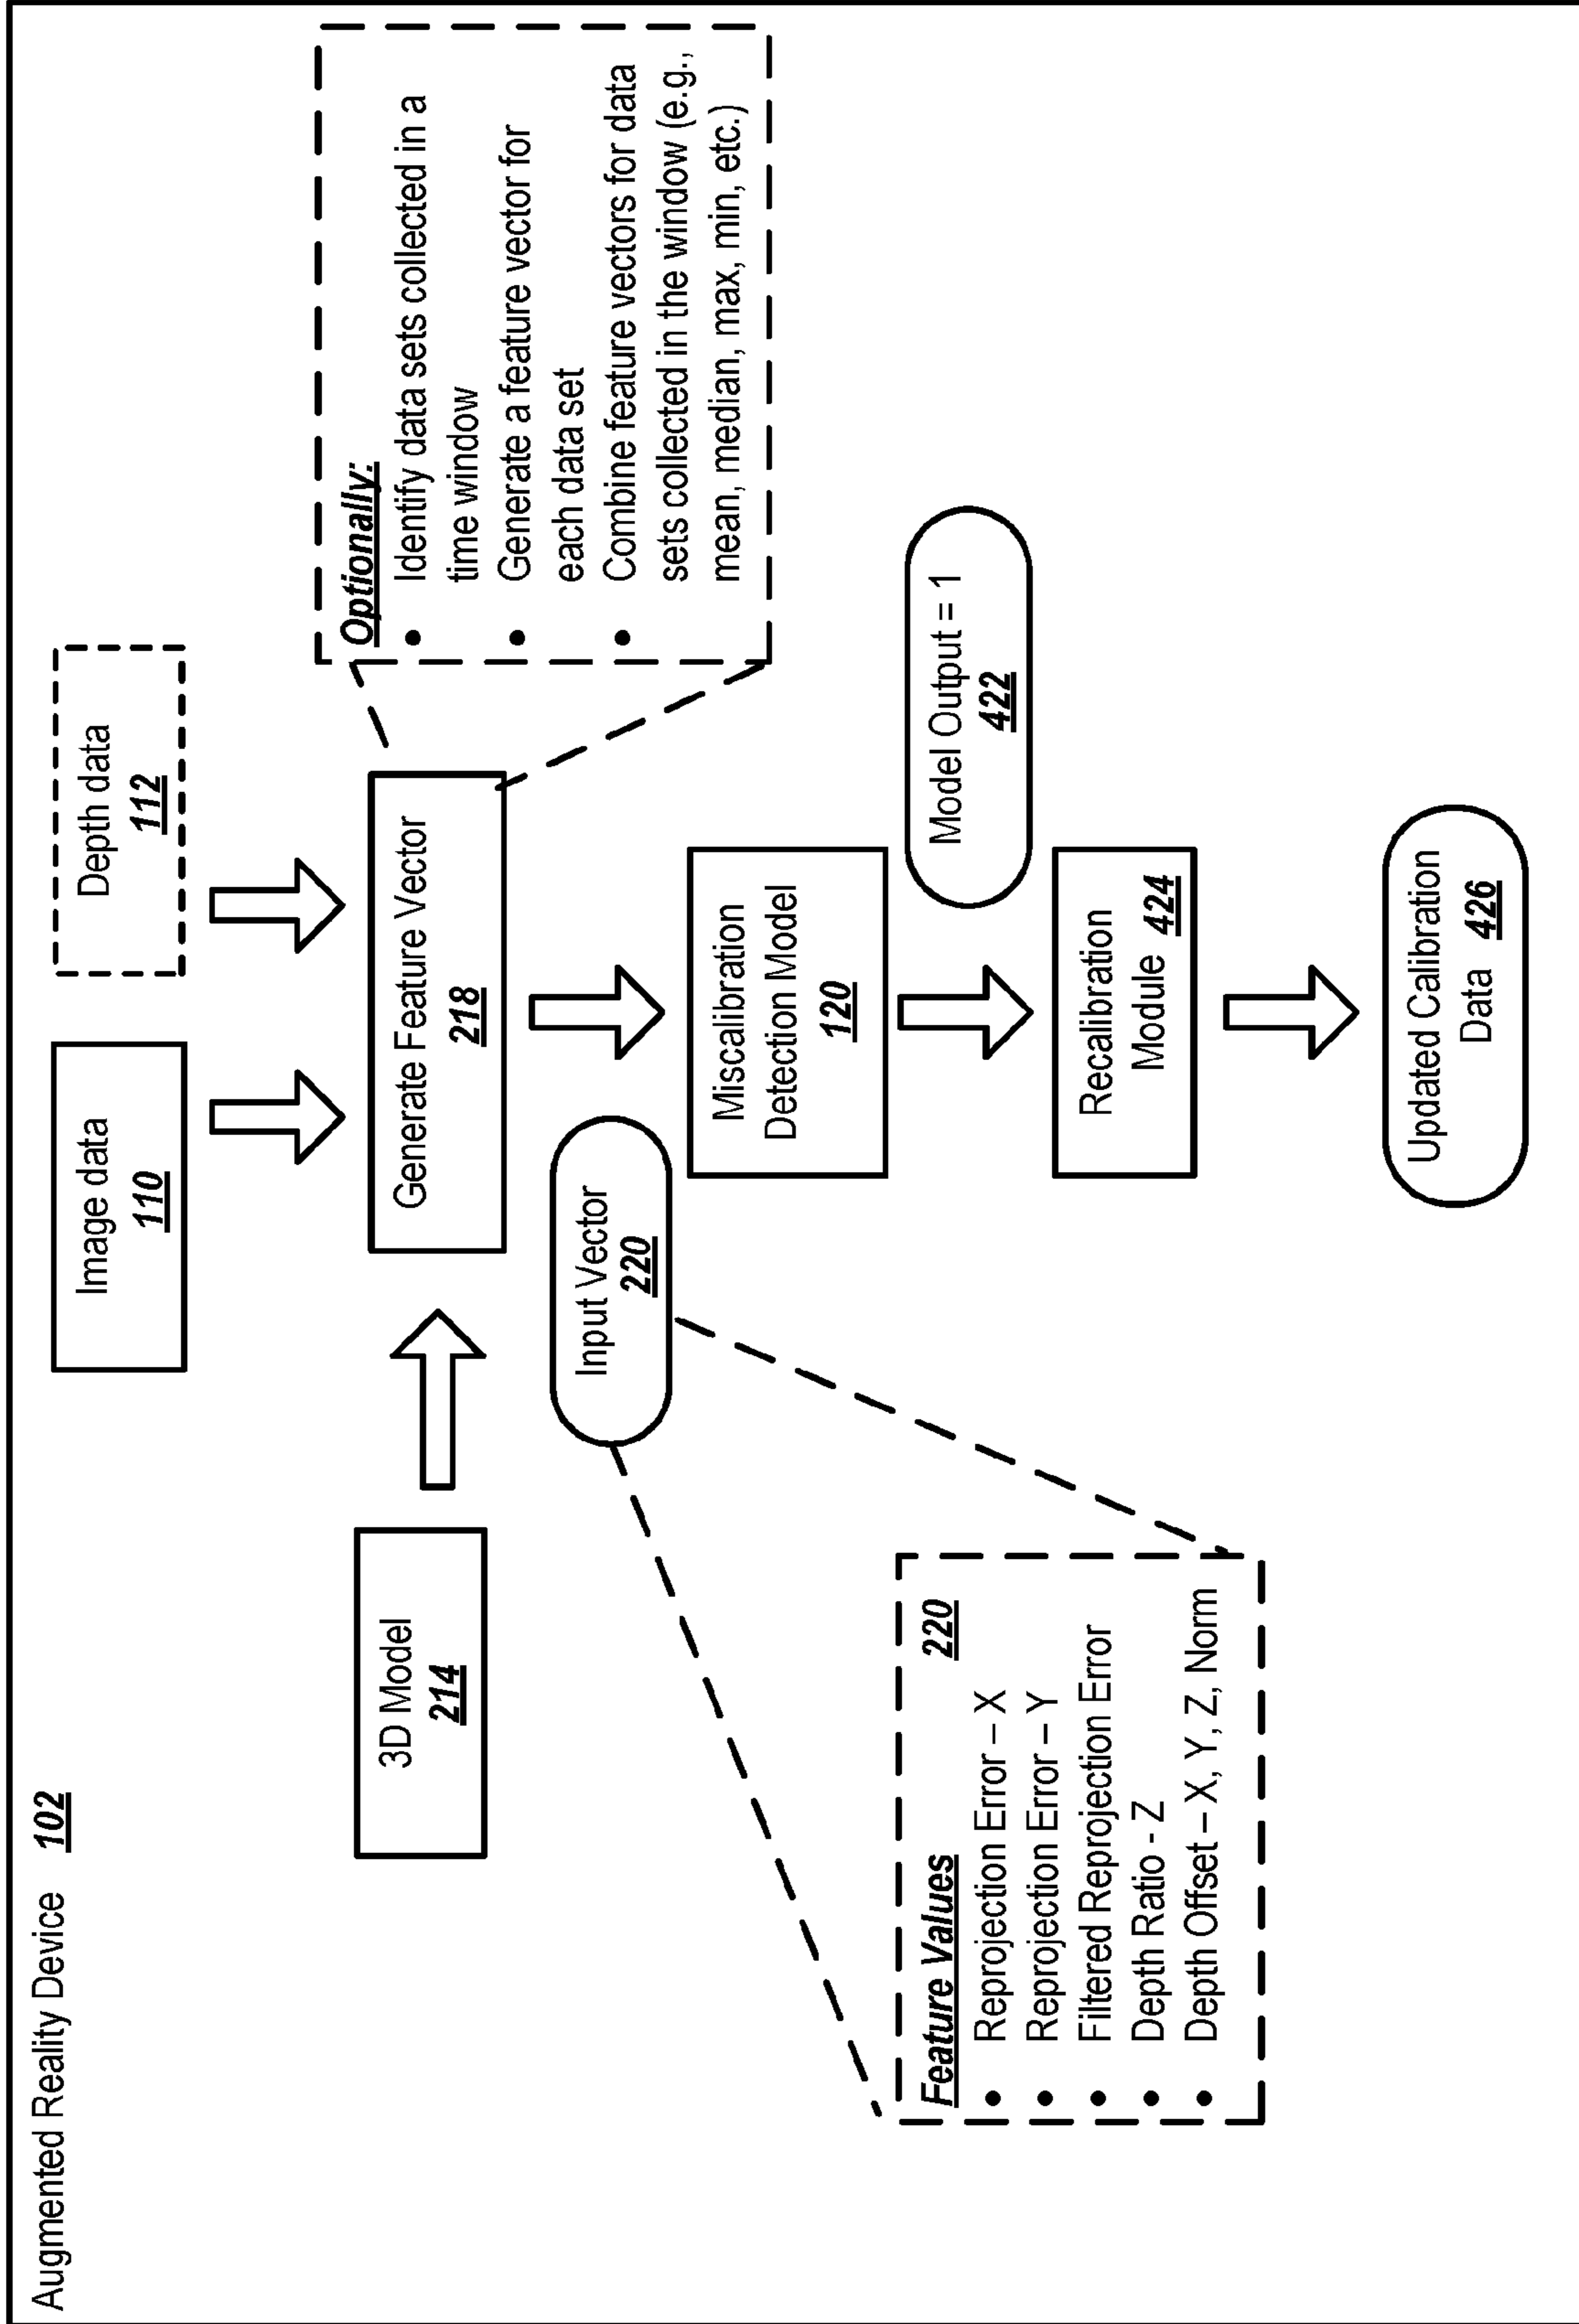 Augmented Reality Device 102
Image data
110
Depth data
112
3D Model
214
Generate Feature Vector
218
Optionally:
• Identify data sets collected in a
time window
• Generate a feature vector for
each data set
• Combine feature vectors for data
sets collected in the window (e.g.,
mean, median, max, min, etc.)
Input Vector
220
Miscalibration
Detection Model
120
Model Output = 1
422
Feature Values 220
• Reprojection Error – X
• Reprojection Error – Y
• Filtered Reprojection Error
• Depth Ratio - Z
• Depth Offset – X, Y, Z, Norm
Recalibration
Module 424
Updated Calibration
Data 426